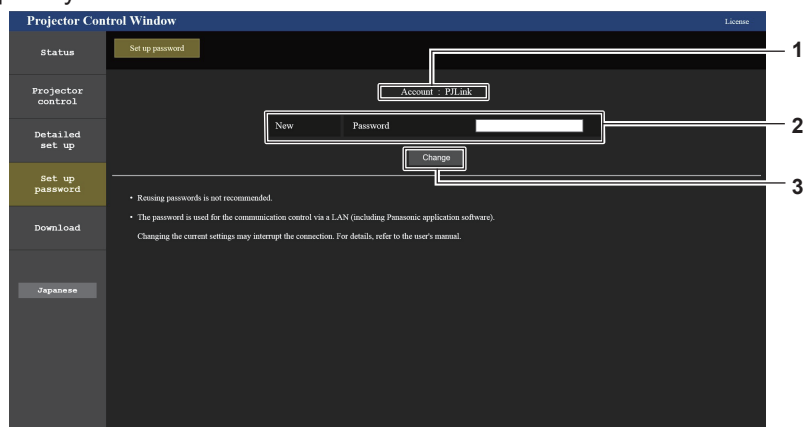 Projector Control Window
License
Status
Set up password
1
Projector
control
Account : PJLink
New Password
2
Detailed
set up
Change
Set up
password
3
• Reusing passwords is not recommended.
• The password is used for the communication control via a LAN (including Panasonic application software).
Changing the current settings may interrupt the connection. For details, refer to the user's manual.
Download
Japanese